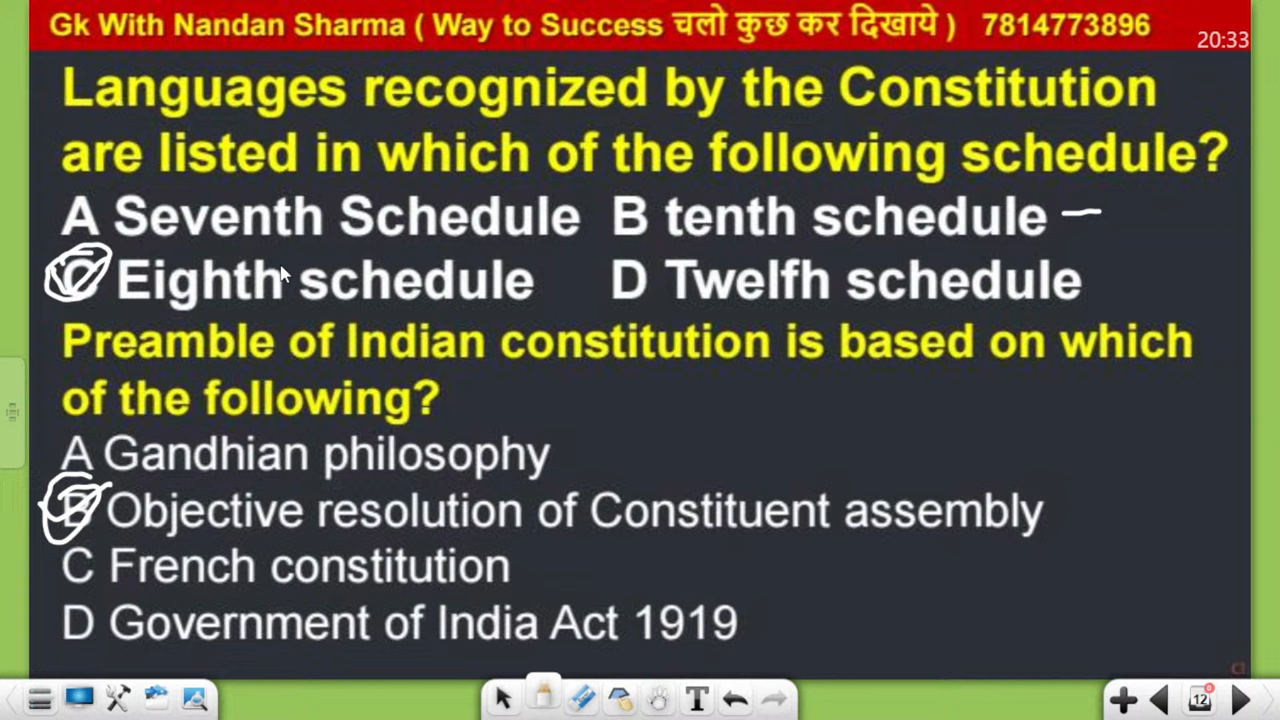 Gk With Nandan Sharma ( Way to Success चलो कुछ कर दिखाये ) 7814773896
20:33
Languages recognized by the Constitution
are listed in which of the following schedule?
A Seventh Schedule B tenth schedule
C Eighth schedule D Twelfh schedule
Preamble of Indian constitution is based on which
of the following?
A Gandhian philosophy
B Objective resolution of Constituent assembly
C French constitution
D Government of India Act 1919
T
12